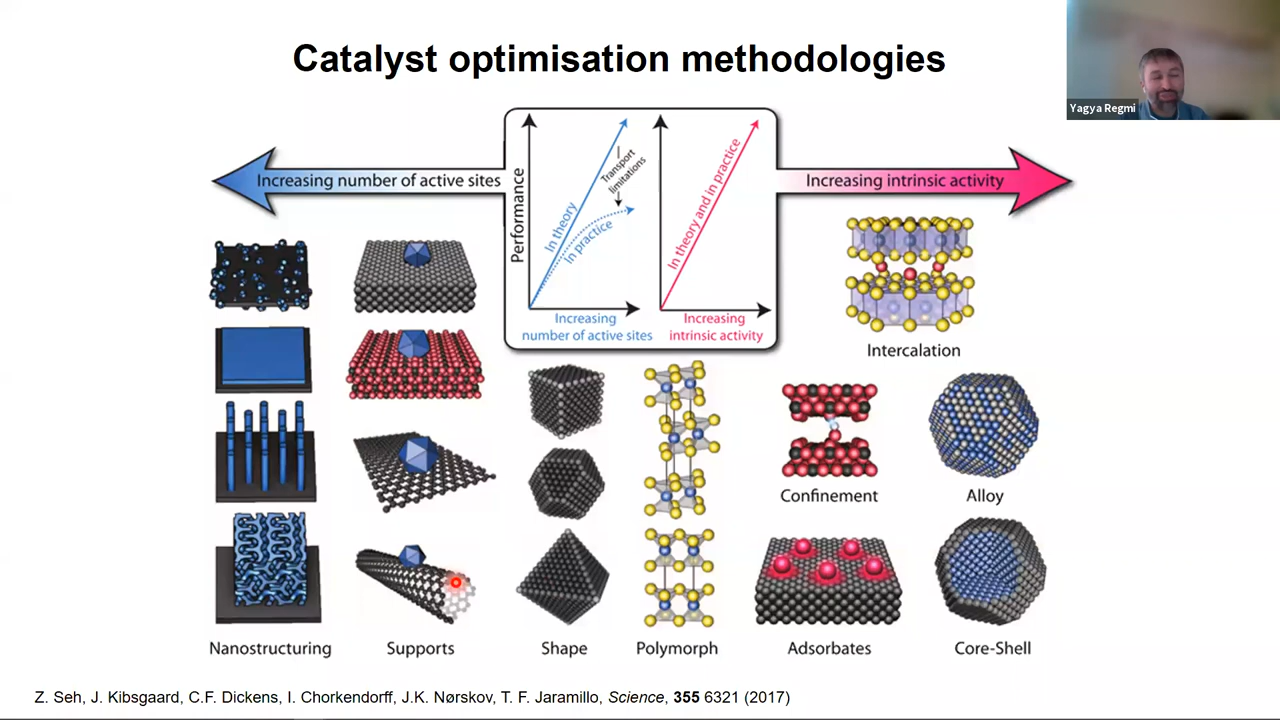 Catalyst optimisation methodologies
Yagya Regmi
Increasing number of active sites
Increasing intrinsic activity
Performance
In theory
In practice
Transport
limitations
In theory and in practice
Increasing
number of active sites
Increasing
intrinsic activity
Intercalation
Confinement
Alloy
Nanostructuring
Supports
Shape
Polymorph
Adsorbates
Core-Shell
Z. Seh, J. Kibsgaard, C.F. Dickens, I. Chorkendorff, J.K. Nørskov, T. F. Jaramillo, Science, 355 6321 (2017)